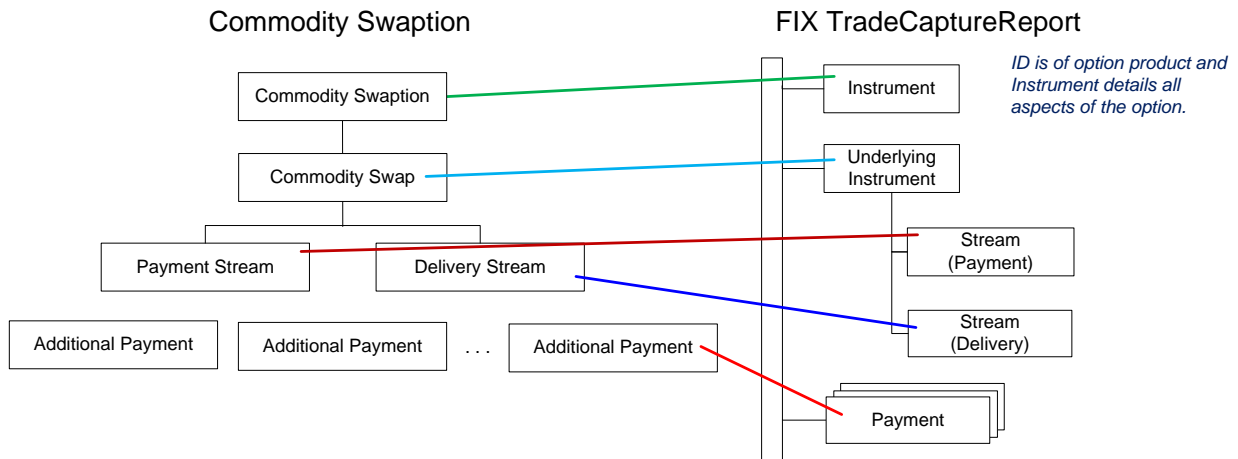 Commodity Swaption
FIX TradeCaptureReport
Commodity Swaption
Commodity Swap
Payment Stream
Delivery Stream
Additional Payment
Additional Payment
. . .
Additional Payment
Instrument
ID is of option product and
Instrument details all
aspects of the option.
Underlying
Instrument
Stream
(Payment)
Stream
(Delivery)
Payment